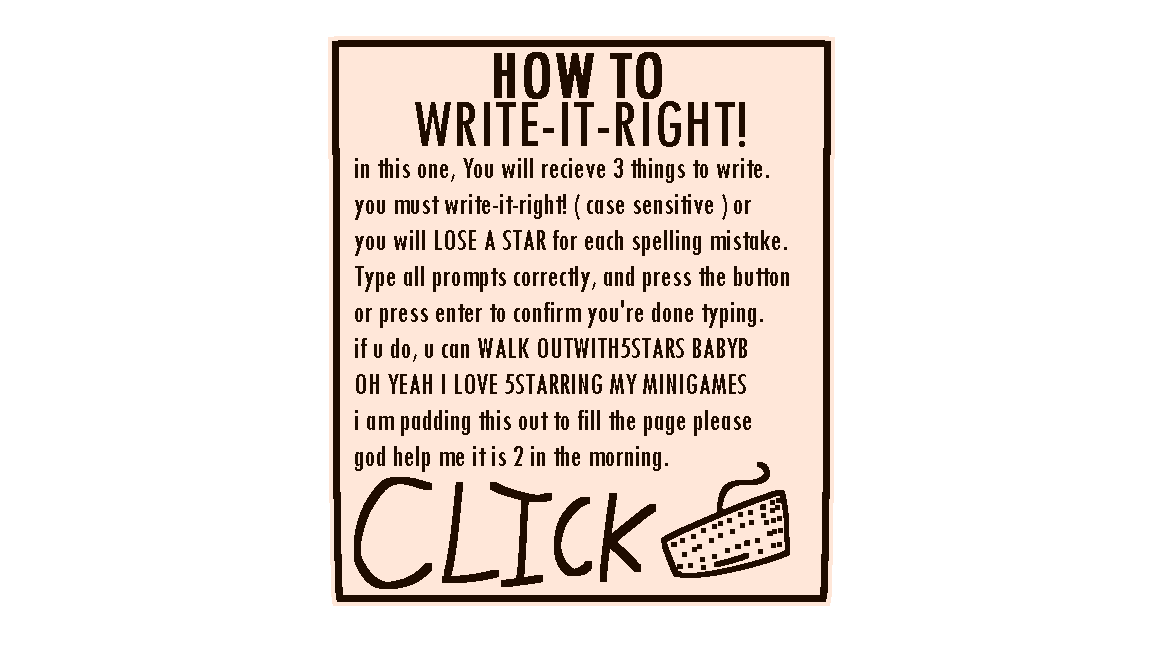 HOW TO
WRITE-IT-RIGHT!
in this one, You will recieve 3 things to write.
you must write-it-right! ( case sensitive ) or
you will LOSE A STAR for each spelling mistake.
Type all prompts correctly, and press the button
or press enter to confirm you're done typing.
if u do, u can WALK OUTWITH5STARS BABYB
OH YEAH I LOVE 5STARRING MY MINIGAMES
i am padding this out to fill the page please
god help me it is 2 in the morning.
CLICK